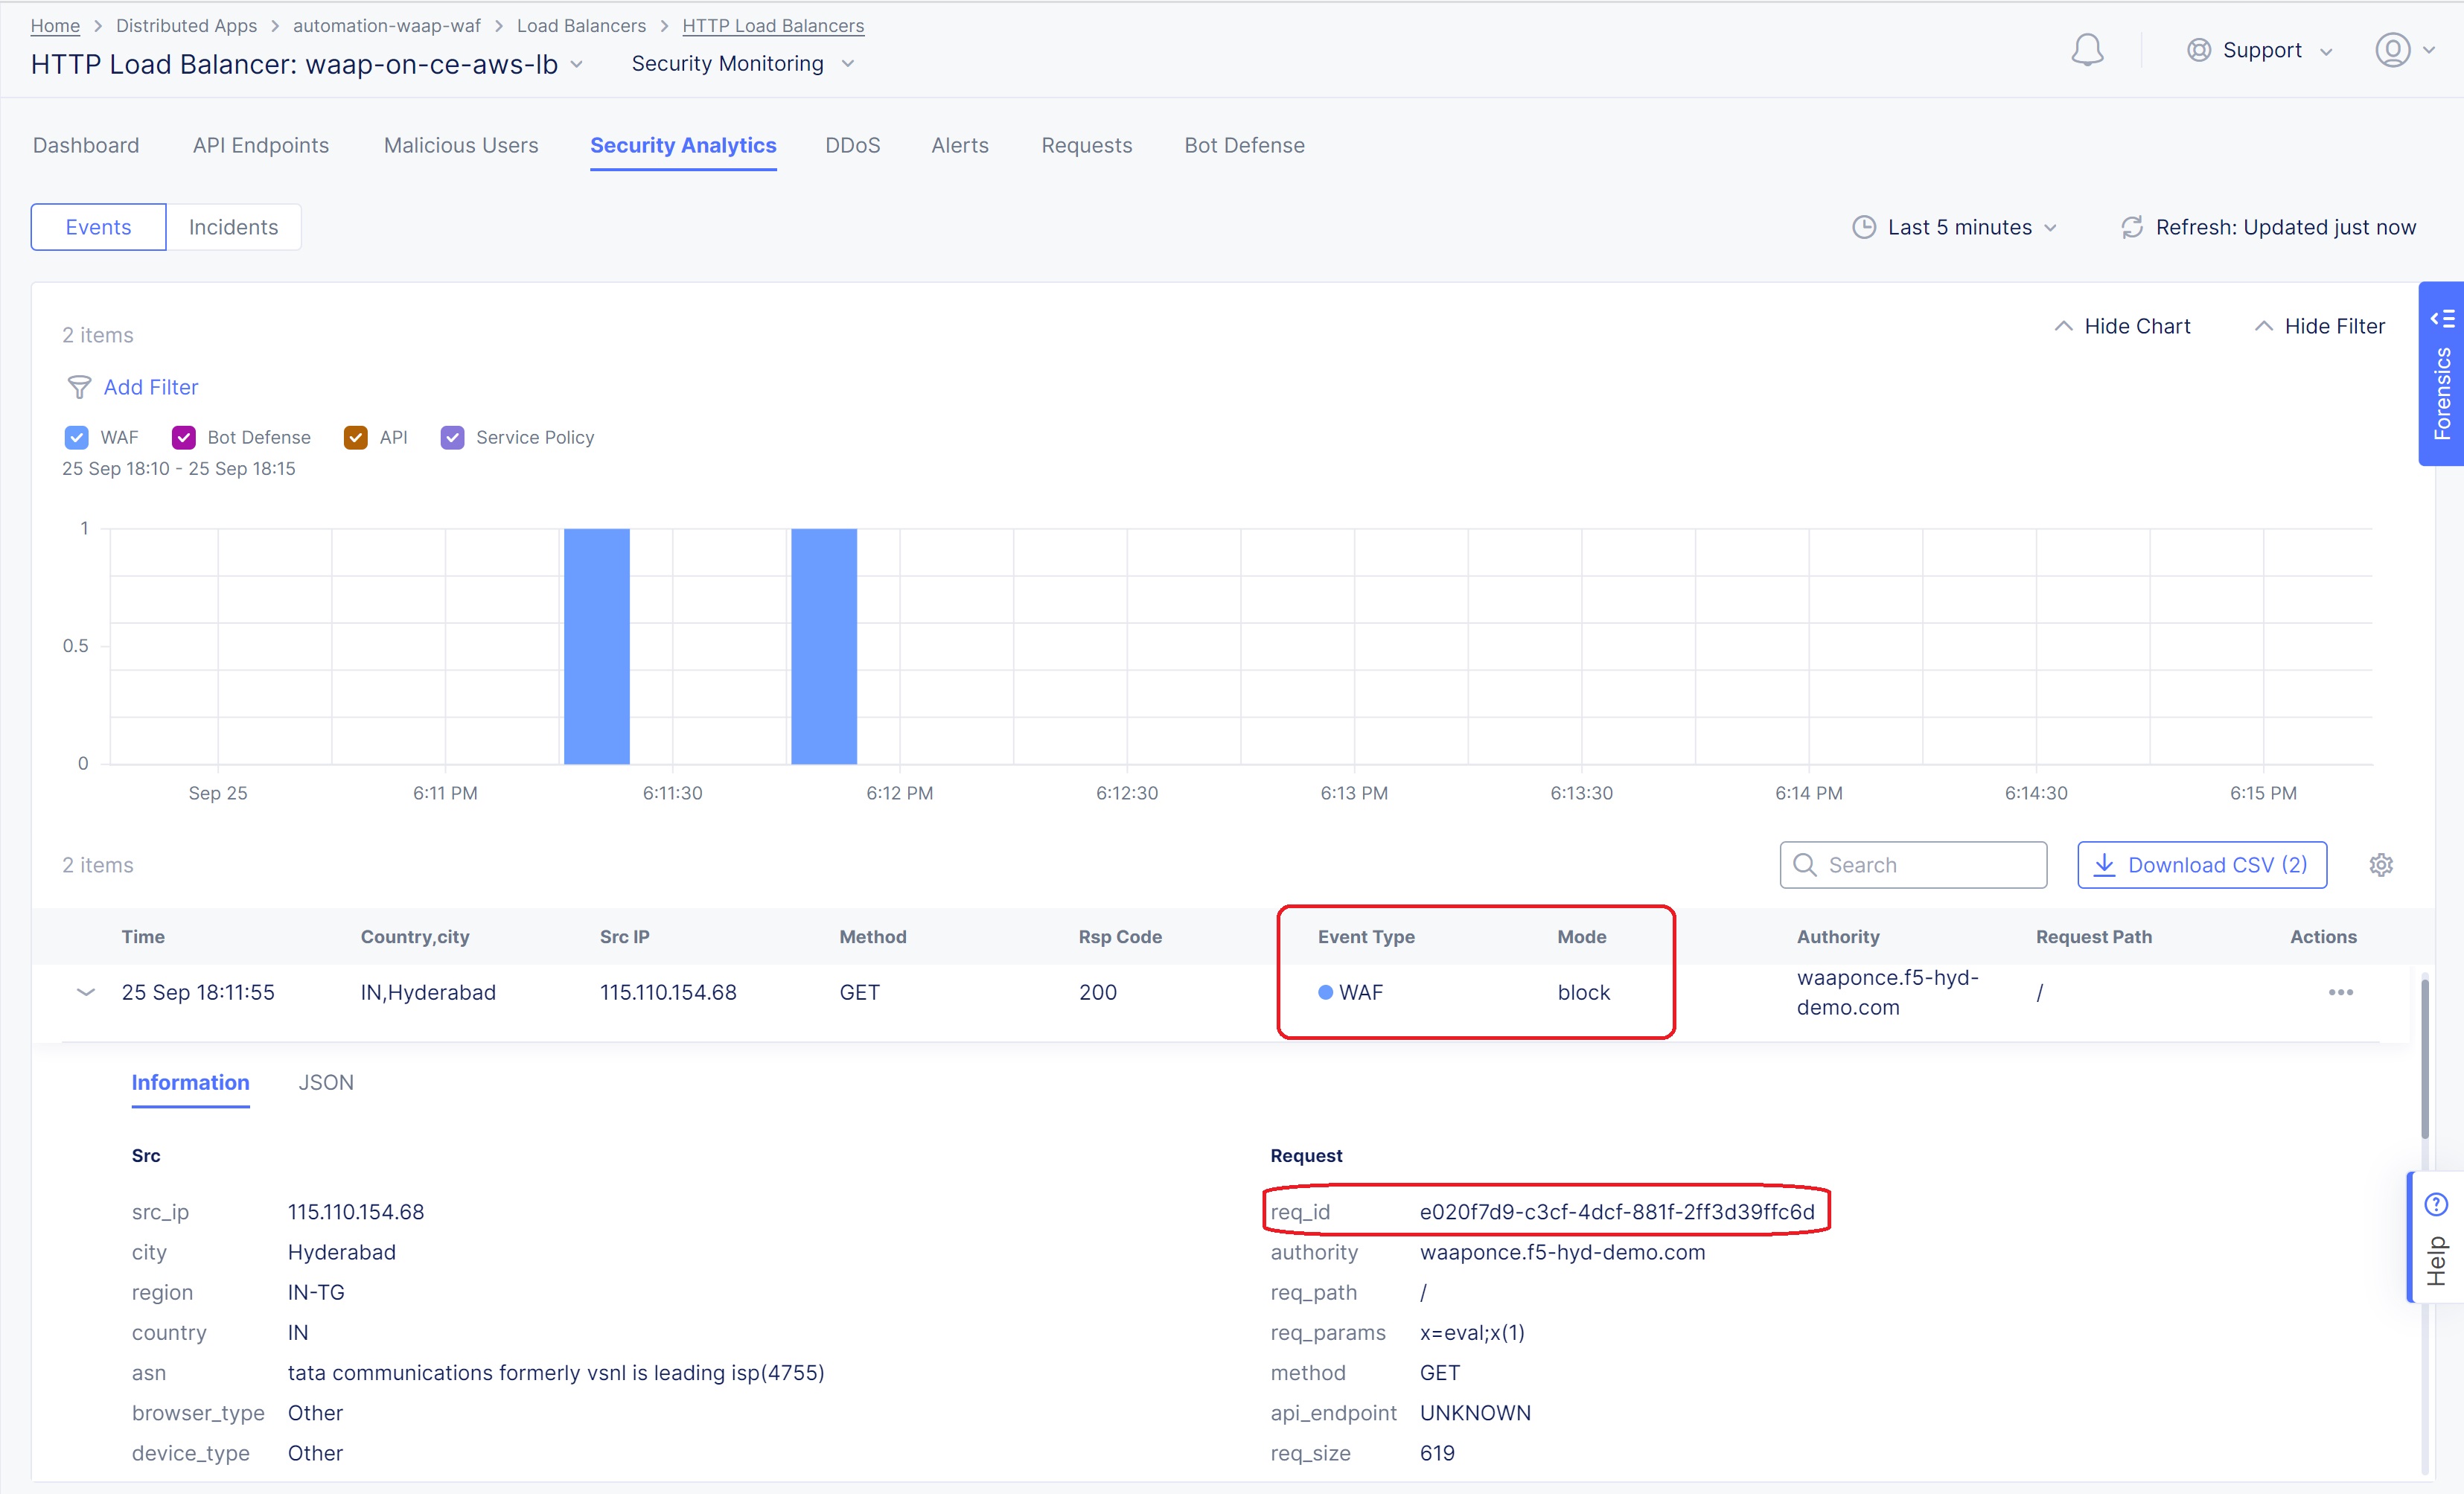 Home > Distributed Apps > automation-waap-waf > Load Balancers > HTTP Load Balancers
HTTP Load Balancer: waap-on-ce-aws-lb Security Monitoring
Support
Dashboard API Endpoints Malicious Users Security Analytics DDoS Alerts Requests Bot Defense
Events Incidents
Last 5 minutes Refresh: Updated just now
2 items
Hide Chart Hide Filter
Forensics
Add Filter
WAF Bot Defense API Service Policy
25 Sep 18:10 - 25 Sep 18:15
1
0.5
0
Sep 25 6:11 PM 6:11:30 6:12 PM 6:12:30 6:13 PM 6:13:30 6:14 PM 6:14:30 6:15 PM
2 items
Search
Download CSV (2)
Time Country,city Src IP Method Rsp Code Event Type Mode Authority Request Path Actions
25 Sep 18:11:55 IN,Hyderabad 115.110.154.68 GET 200 WAF block waaponce.f5-hyd- /
demo.com
Information JSON
Src
src_ip 115.110.154.68
city Hyderabad
region IN-TG
country IN
asn tata communications formerly vsnl is leading isp(4755)
browser_type Other
device_type Other
Request
req_id e020f7d9-c3cf-4dcf-881f-2ff3d39ffc6d
authority waaponce.f5-hyd-demo.com
req_path /
req_params x=eval;x(1)
method GET
api_endpoint UNKNOWN
req_size 619
Help